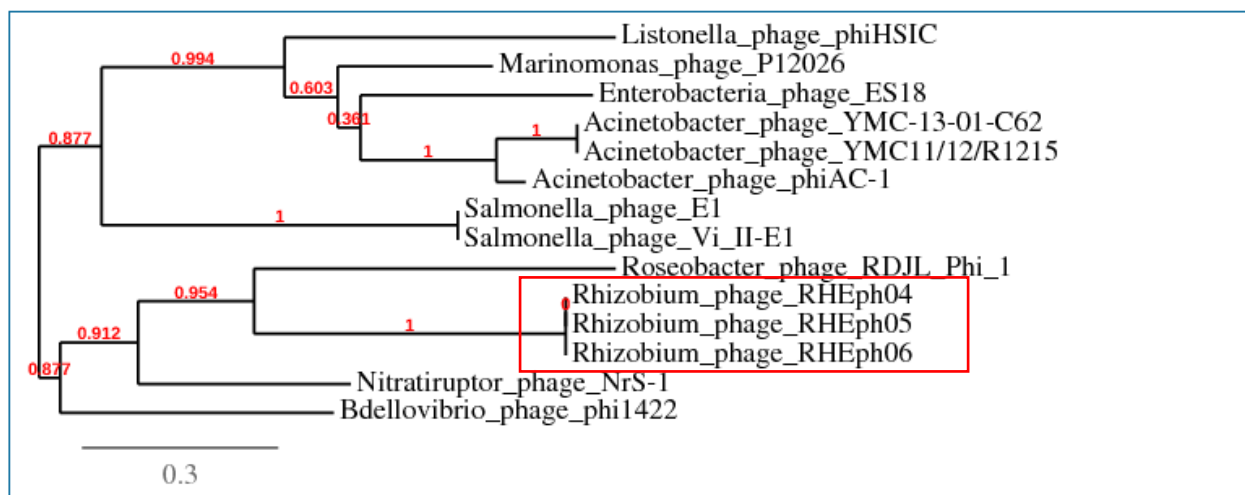 Listonella_phage_phiHSIC
0.994
Marinomonas_phage_P12026
0.603
Enterobacteria_phage_ES18
0.361
Acinetobacter_phage_YMC-13-01-C62
1
0.877
Acinetobacter_phage_YMC11/12/R1215
1
Acinetobacter_phage_phiAC-1
Salmonella_phage_E1
1
Salmonella_phage_Vi_II-E1
Roseobacter_phage_RDJL_Phi_1
0.954
Rhizobium_phage_RHEph04
0
Rhizobium_phage_RHEph05
1
0.912
Rhizobium_phage_RHEph06
0.877
Nitratiruptor_phage_NrS-1
Bdellovibrio_phage_phi1422
0.3